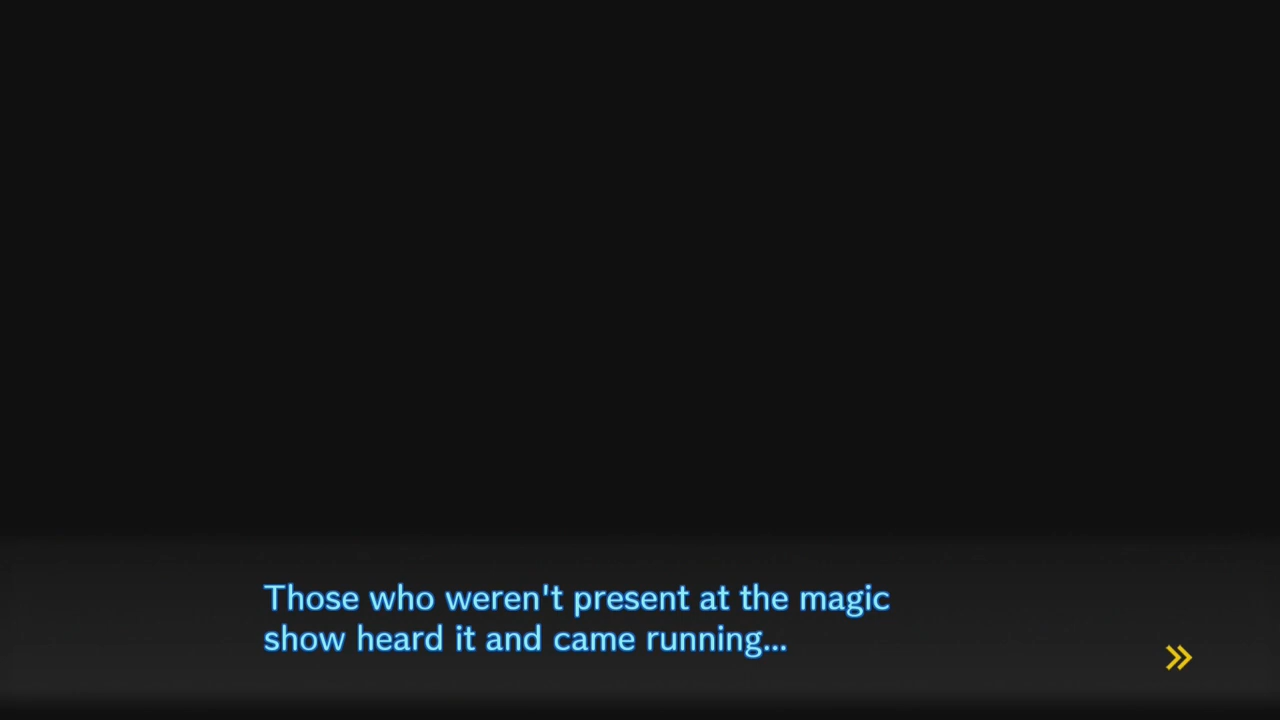 Those who weren't present at the magic
show heard it and came running...